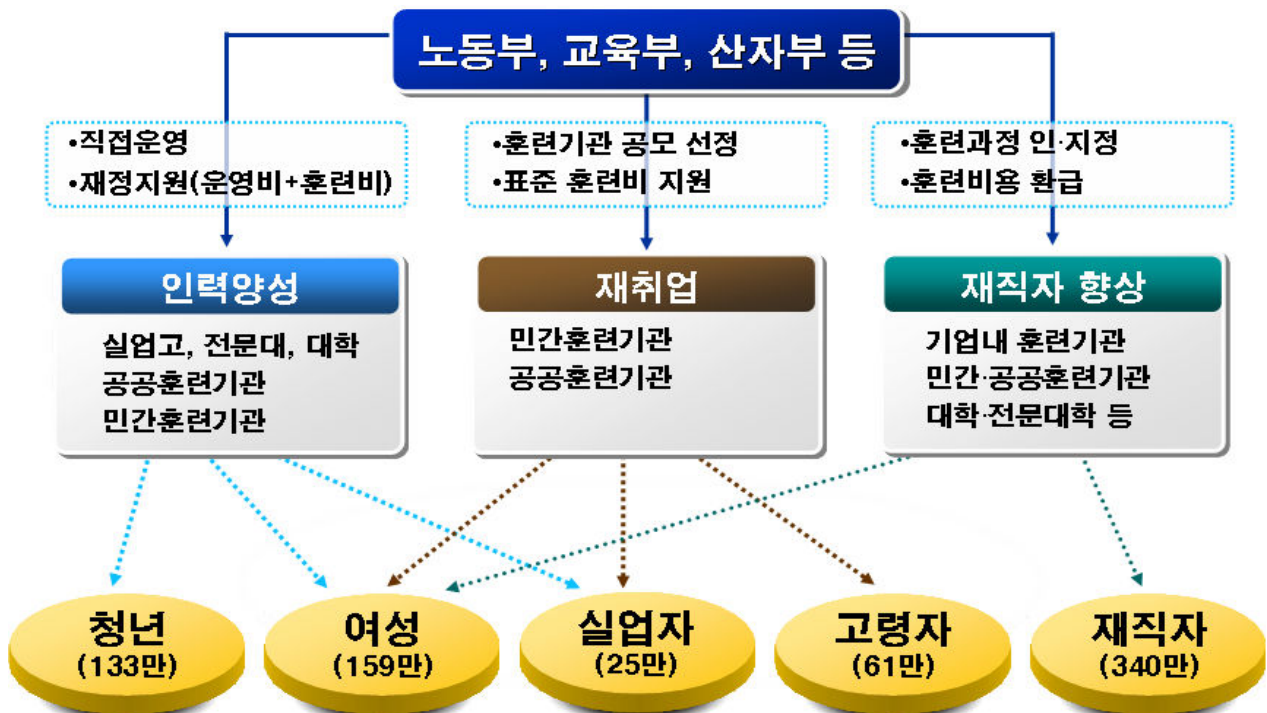 노동부, 교육부, 산자부 등
•직접운영
•재정지원(운영비+훈련비)
•훈련기관 공모 선정
•표준 훈련비 지원
•훈련과정 인·지정
•훈련비용 환급
인력양성
실업고, 전문대, 대학
공공훈련기관
민간훈련기관
재취업
민간훈련기관
공공훈련기관
재직자 향상
기업내 훈련기관
민간·공공훈련기관
대학·전문대학 등
청년
(133만)
여성
(159만)
실업자
(25만)
고령자
(61만)
재직자
(340만)